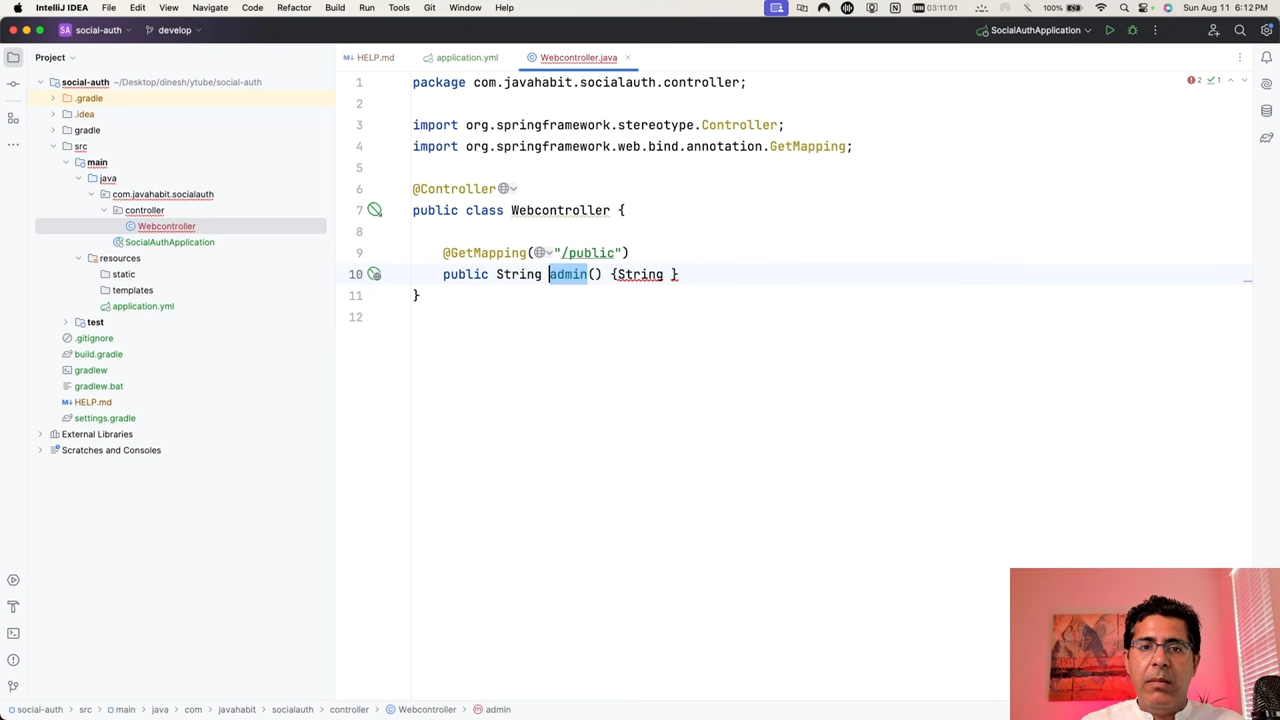 IntelliJ IDEA File Edit View Navigate Code Refactor Build Run Tools Git Window Help 03:11:01 100% Sun Aug 11 6:12 PM
SA social-auth develop SocialAuthApplication
Project
HELP.md application.yml Webcontroller.java
social-auth ~/Desktop/dinesh/ytube/social-auth
.gradle
.idea
gradle
src
main
java
com.javahabit.socialauth
controller
Webcontroller
SocialAuthApplication
resources
static
templates
application.yml
test
.gitignore
build.gradle
gradlew
gradlew.bat
HELP.md
settings.gradle
External Libraries
Scratches and Consoles
1 package com.javahabit.socialauth.controller; 2 1
2
3 import org.springframework.stereotype.Controller;
4 import org.springframework.web.bind.annotation.GetMapping;
5
6 @Controller
7 public class Webcontroller {
8
9 @GetMapping("/public")
10 public String admin() {String }
11 }
12
social-auth src main java com javahabit socialauth controller Webcontroller admin